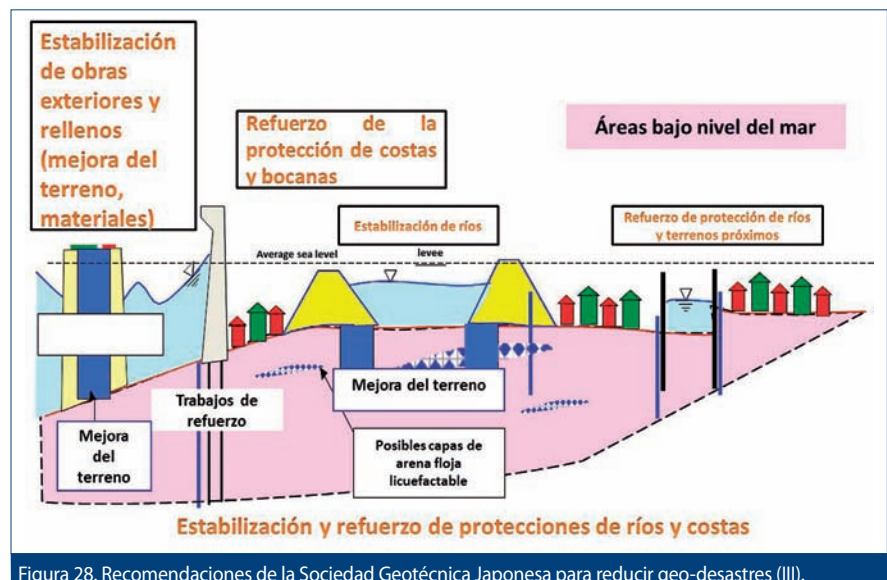 Estabilización
de obras
exteriores y
rellenos
(mejora del
terreno,
materiales)
Refuerzo de la
protección de costas
y bocanas
Áreas bajo nivel del mar
Estabilización de ríos
Refuerzo de protección de ríos
y terrenos próximos
Average sea level
levee
Mejora del terreno
Trabajos de
refuerzo
Mejora
del
terreno
Posibles capas de
arena floja
licuefactable
Estabilización y refuerzo de protecciones de ríos y costas
Figura 28. Recomendaciones de la Sociedad Geotécnica Japonesa para reducir geo-desastres (III).